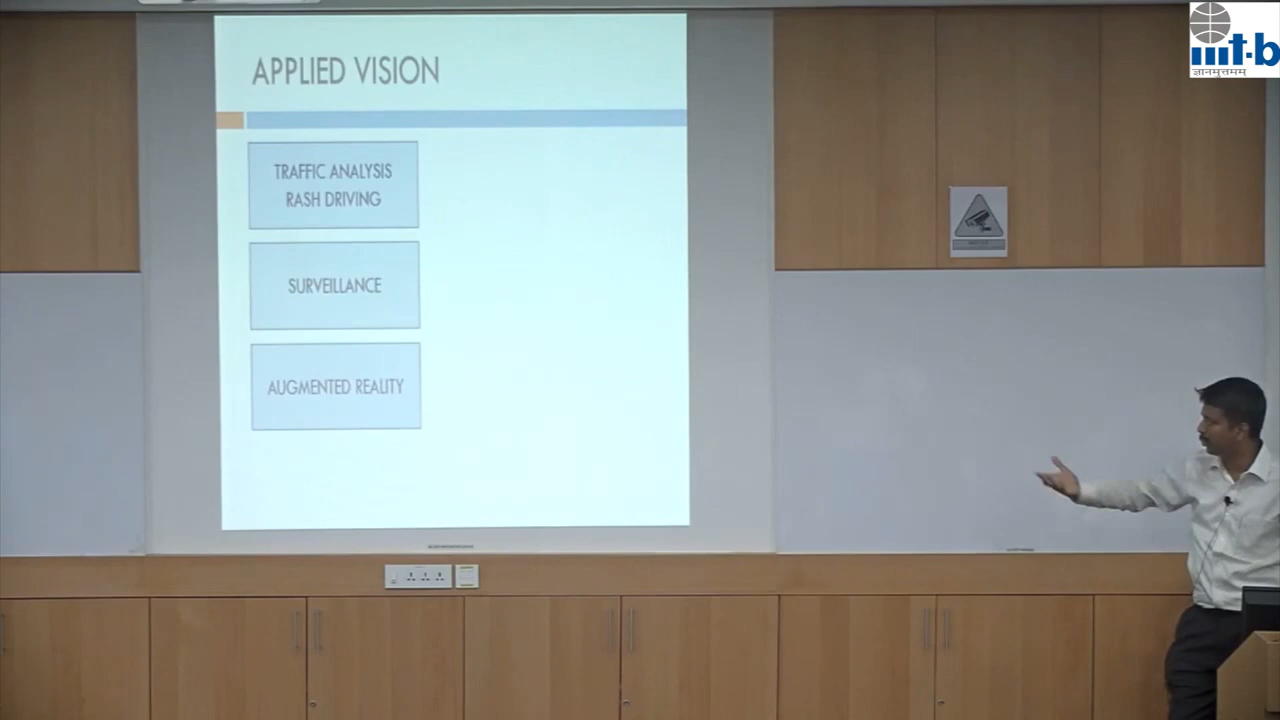 APPLIED VISION
TRAFFIC ANALYSIS
RASH DRIVING
SURVEILLANCE
AUGMENTED REALITY
iiit-b
ज्ञानमुत्तमम्